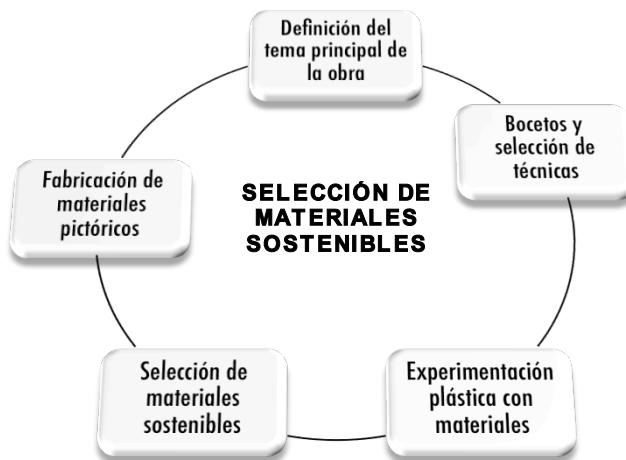 Definición del
tema principal de
la obra
Bocetos y
selección de
técnicas
Fabricación de
materiales
pictóricos
SELECCIÓN DE
MATERIALES
SOSTENIBLES
Selección de
materiales
sostenibles
Experimentación
plástica con
materiales